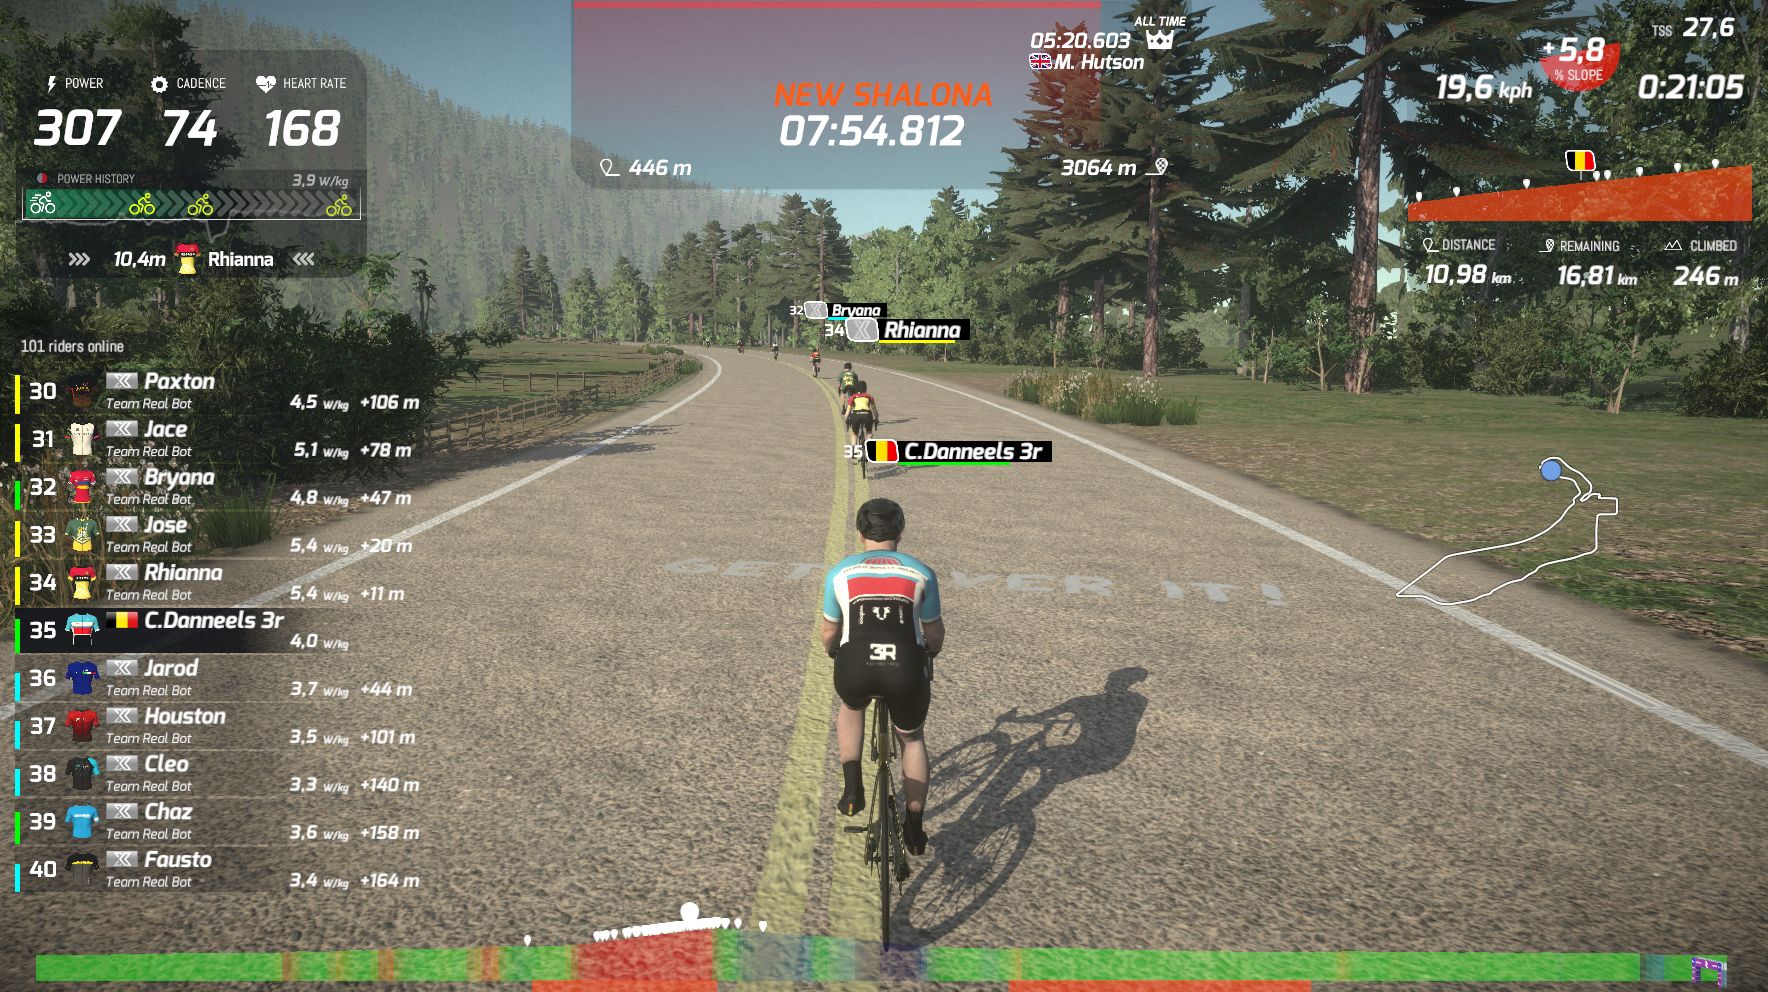 POWER CADENCE HEART RATE
307 74 168
POWER HISTORY 3,9 W/kg
10,4m Rhianna
NEW SHALONA
07:54.812
446 m 3064 m
ALL TIME
05:20.603
M. Hutson
TSS 27,6
+5,8
% SLOPE
19,6 kph 0:21:05
DISTANCE REMAINING CLIMBED
10,98 km 16,81 km 246 m
32 Bryana
34 Rhianna
35 C.Danneels 3r
GET OVER IT!
3R
101 riders online
30 Paxton
Team Real Bot 4,5 W/kg +106 m
31 Jace
Team Real Bot 5,1 W/kg +78 m
32 Bryana
Team Real Bot 4,8 W/kg +47 m
33 Jose
Team Real Bot 5,4 W/kg +20 m
34 Rhianna
Team Real Bot 5,4 W/kg +11 m
35 C.Danneels 3r
4,0 W/kg
36 Jarod
Team Real Bot 3,7 W/kg +44 m
37 Houston
Team Real Bot 3,5 W/kg +101 m
38 Cleo
Team Real Bot 3,3 W/kg +140 m
39 Chaz
Team Real Bot 3,6 W/kg +158 m
40 Fausto
Team Real Bot 3,4 W/kg +164 m